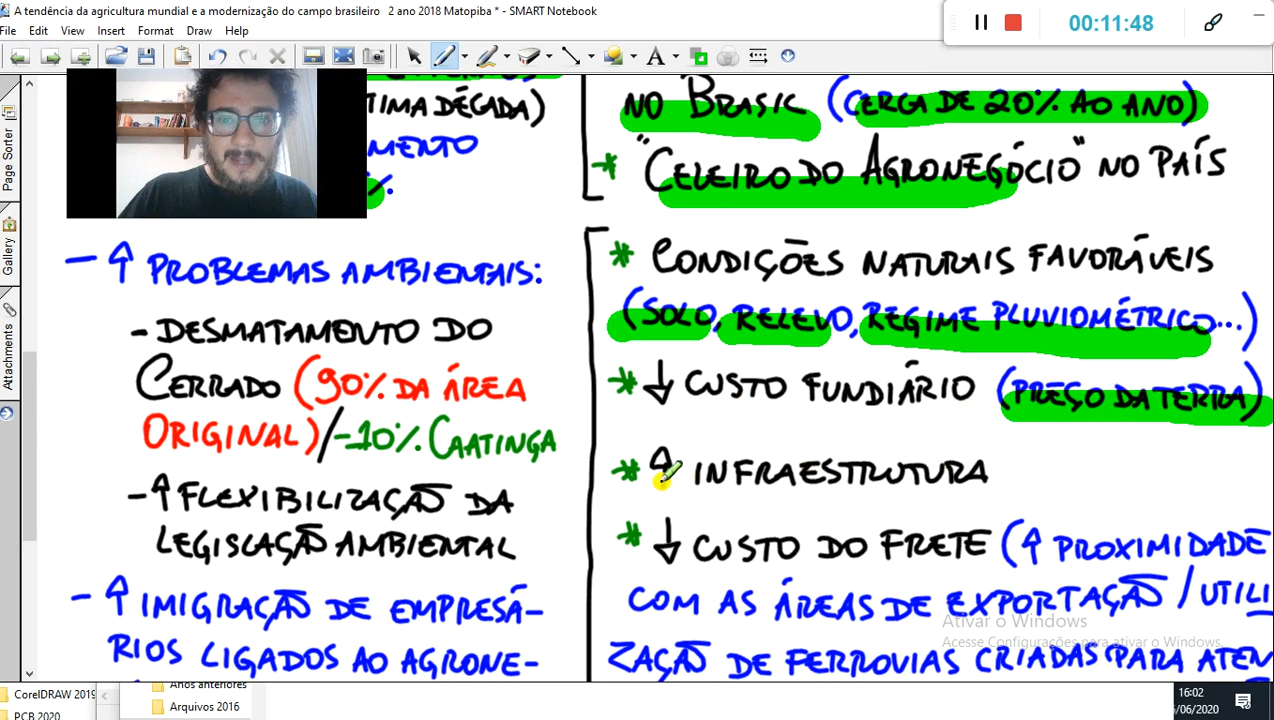 A tendência da agricultura mundial e a modernização do campo brasileiro   2 ano 2018 Matopiba * - SMART Notebook
00:11:48
File Edit View Insert Format Draw Help
Page Sorter
Gallery
Attachments
TIMA DÉCADA)
MENTO
%.
- ↑ PROBLEMAS AMBIENTAIS:
- DESMATAMENTO DO
CERRADO (90% DA ÁREA
ORIGINAL)/-10% CAATINGA
- ↑ FLEXIBILIZAÇÃO DA
LEGISLAÇÃO AMBIENTAL
- ↑ IMIGRAÇÃO DE EMPRESÁ-
RIOS LIGADOS AO AGRONE-
NO BRASIL (CERCA DE 20% AO ANO)
* "CELEIRO DO AGRONEGÓCIO" NO PAÍS
* CONDIÇÕES NATURAIS FAVORÁVEIS
(SOLO, RELEVO, REGIME PLUVIOMÉTRICO...)
* ↓ CUSTO FUNDIÁRIO (PREÇO DA TERRA)
* ↑ INFRAESTRUTURA
* ↓ CUSTO DO FRETE (↑ PROXIMIDADE
COM AS ÁREAS DE EXPORTAÇÃO / UTILI
ZAÇÃO DE FERROVIAS CRIADAS PARA ATEN
Ativar o Windows
Acesse Configurações para ativar o Windows.
CorelDRAW 2019
PCB 2020
Anos anteriores
Arquivos 2016
16:02
/06/2020